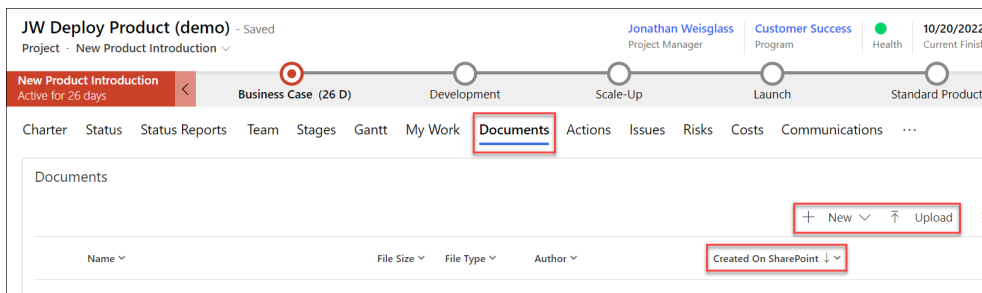 JW Deploy Product (demo) - Saved
Project · New Product Introduction
Jonathan Weisglass
Project Manager
Customer Success
Program
Health
10/20/2022
Current Finish
New Product Introduction
Active for 26 days
Business Case (26 D)
Development
Scale-Up
Launch
Standard Product
Charter Status Status Reports Team Stages Gantt My Work Documents Actions Issues Risks Costs Communications ...
Documents
+ New Upload
Name File Size File Type Author Created On SharePoint ↓